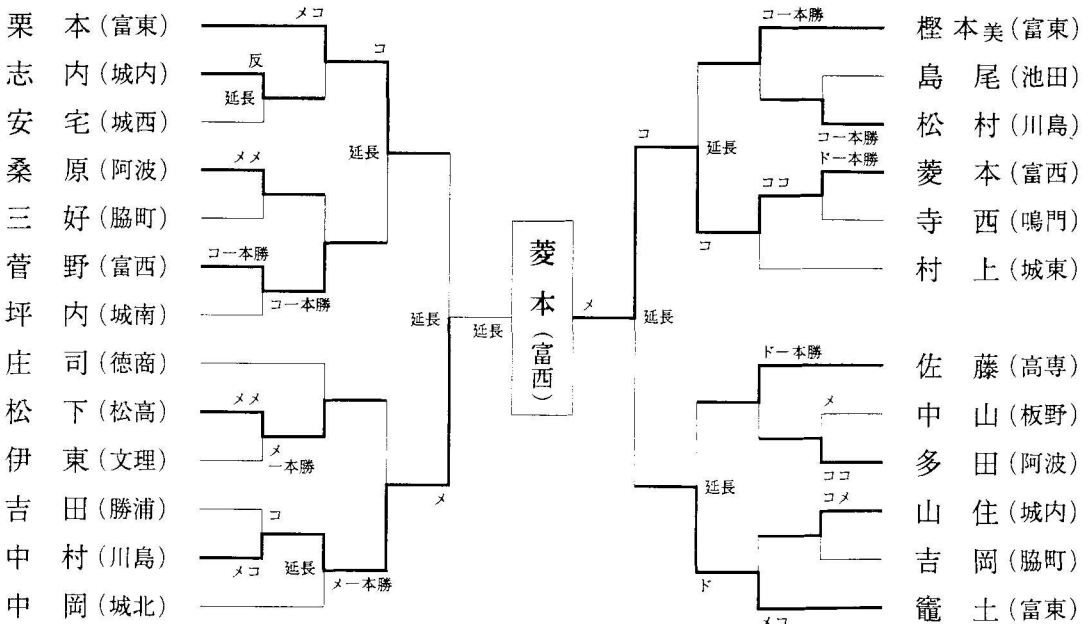 栗本(富東)
志内(城内)
安宅(城西)
桑原(阿波)
三好(脇町)
菅野(富西)
坪内(城南)
庄司(徳商)
松下(松高)
伊東(文理)
吉田(勝浦)
中村(川島)
中岡(城北)
メコ
反
延長
メメ
コ一本勝
メメ
コ
メコ
コ
コ一本勝
メ
一本勝
延長
メ一本勝
延長
延長
メ
延長
菱本(富西)
メ
コ
延長
延長
コ
延長
ド
コ一本勝
ココ
ド一本勝
メコ
コ一本勝
ド一本勝
メ
ココ
コメ
樫本美(富東)
島尾(池田)
松村(川島)
菱本(富西)
寺西(鳴門)
村上(城東)
佐藤(高専)
中山(板野)
多田(阿波)
山住(城内)
吉岡(脇町)
竈土(富東)